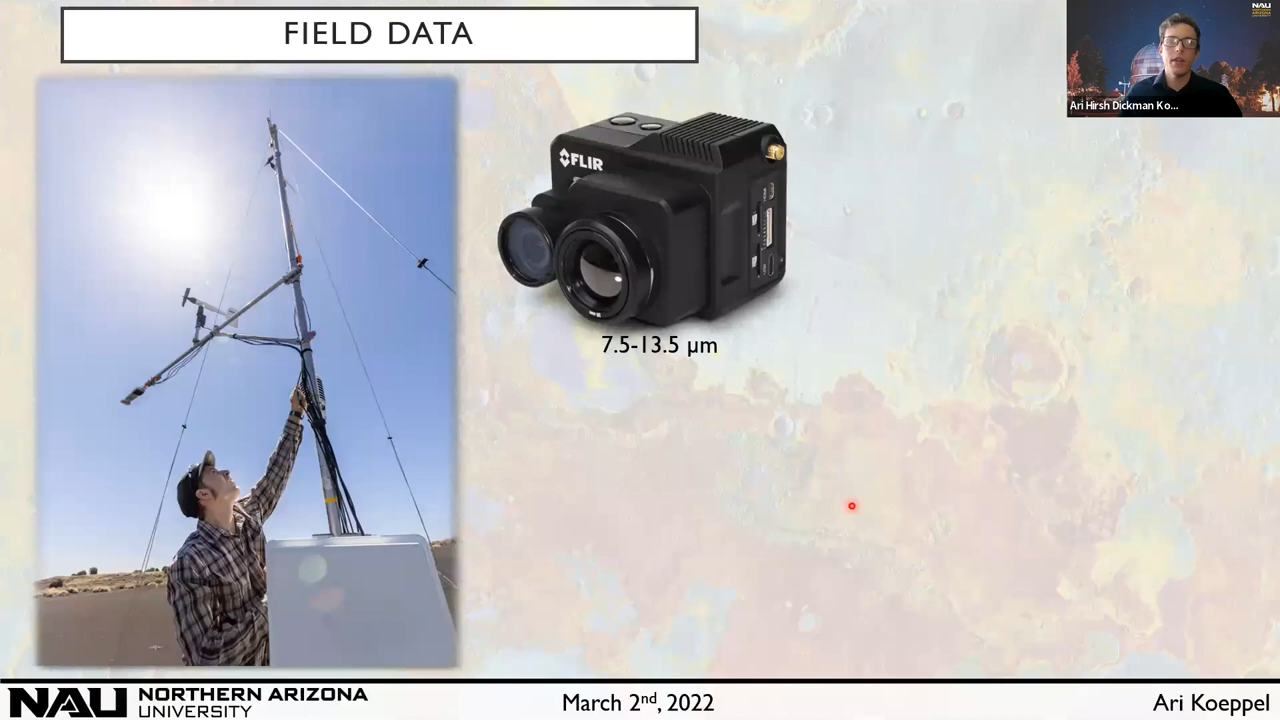 FIELD DATA
NAU
Ari Hirsh Dickman Ko...
FLIR
7.5-13.5 µm
NAU
NORTHERN ARIZONA
UNIVERSITY
March 2nd, 2022
Ari Koeppel